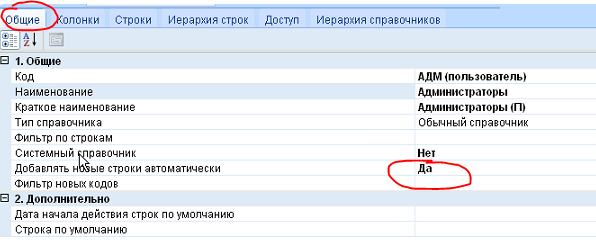 Общие Колонки Строки Иерархия строк Доступ Иерархия справочников
1. Общие
Код АДМ (пользователь)
Наименование Администраторы
Краткое наименование Администраторы (П)
Тип справочника Обычный справочник
Фильтр по строкам
Системный справочник Нет
Добавлять новые строки автоматически Да
Фильтр новых кодов
2. Дополнительно
Дата начала действия строк по умолчанию
Строка по умолчанию